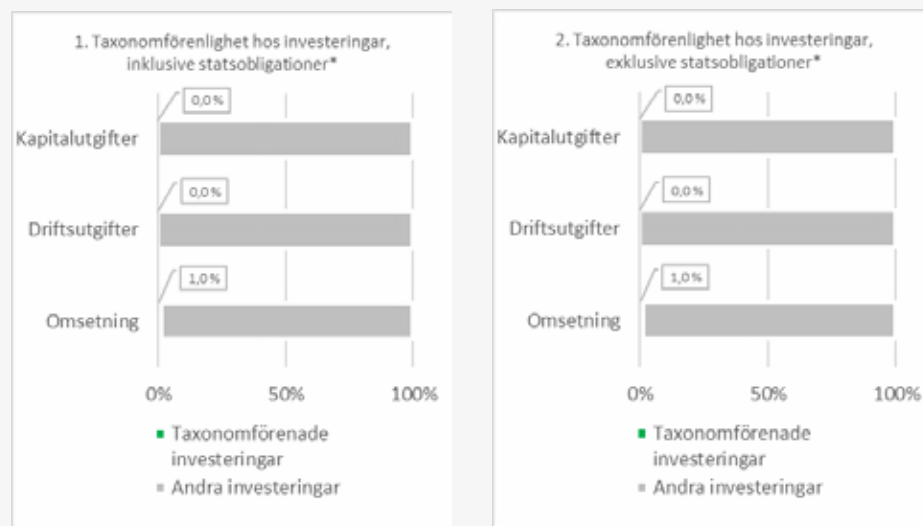 1. Taxonomförenlighet hos investeringar,
inklusive statsobligationer*
0,0%
Kapitalutgifter
0,0%
Driftsutgifter
1,0%
Omsetning
0%
50%
100%
Taxonomförenade
investeringar
Andra investeringar
2. Taxonomförenlighet hos investeringar,
exklusive statsobligationer*
0,0%
Kapitalutgifter
0,0%
Driftsutgifter
1,0%
Omsetning
0%
50%
100%
Taxonomförenade
investeringar
Andra investeringar